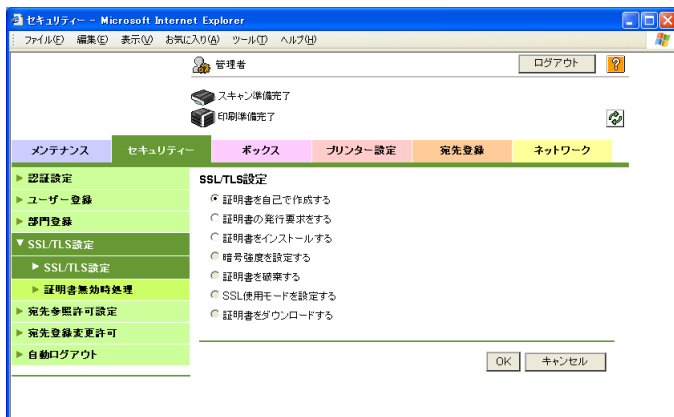 セキュリティー - Microsoft Internet Explorer
ファイル(F) 編集(E) 表示(V) お気に入り(A) ツール(T) ヘルプ(H)
管理者 ログアウト ?
スキャン準備完了
印刷準備完了
メンテナンス セキュリティー ボックス プリンター設定 宛先登録 ネットワーク
認証設定
ユーザー登録
部門登録
SSL/TLS設定
SSL/TLS設定
証明書無効時処理
宛先参照許可設定
宛先登録変更許可
自動ログアウト
SSL/TLS設定
証明書を自己で作成する
証明書の発行要求をする
証明書をインストールする
暗号強度を設定する
証明書を破棄する
SSL使用モードを設定する
証明書をダウンロードする
OK キャンセル